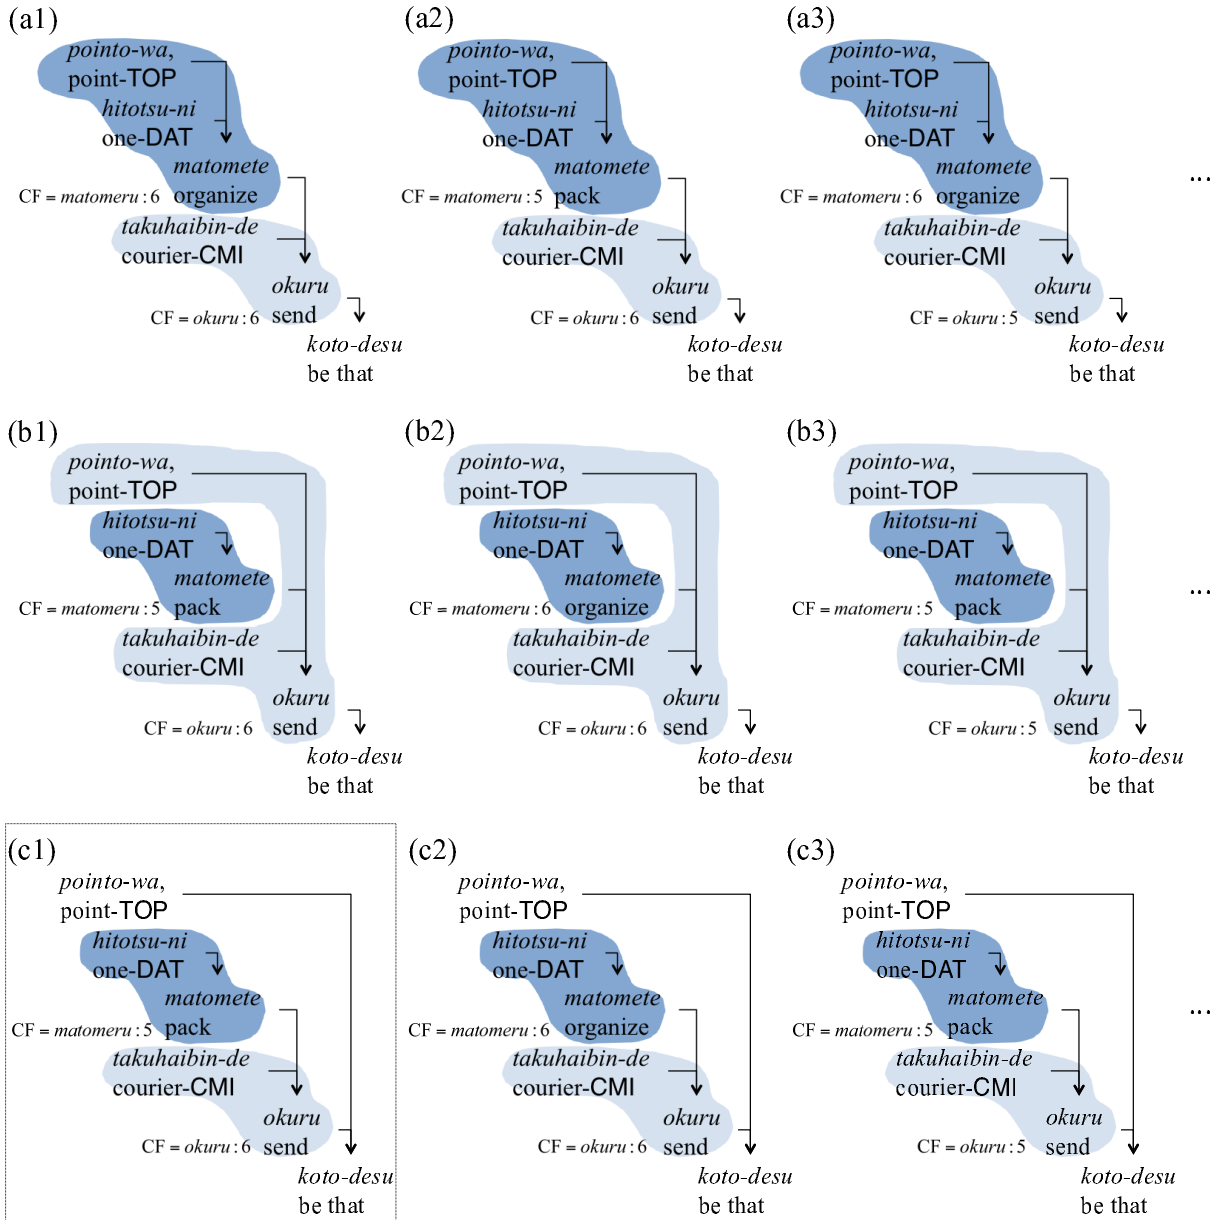 (a1)
pointo-wa,
point-TOP
hitotsu-ni
one-DAT
matomete
CF = matomeru : 6 organize
takuhaibin-de
courier-CMI
okuru
CF = okuru : 6 send
koto-desu
be that
(a2)
pointo-wa,
point-TOP
hitotsu-ni
one-DAT
matomete
CF = matomeru : 5 pack
takuhaibin-de
courier-CMI
okuru
CF = okuru : 6 send
koto-desu
be that
(a3)
pointo-wa,
point-TOP
hitotsu-ni
one-DAT
matomete
CF = matomeru : 6 organize
takuhaibin-de
courier-CMI
okuru
CF = okuru : 5 send
koto-desu
be that
...
(b1)
pointo-wa,
point-TOP
hitotsu-ni
one-DAT
matomete
CF = matomeru : 5 pack
takuhaibin-de
courier-CMI
okuru
CF = okuru : 6 send
koto-desu
be that
(b2)
pointo-wa,
point-TOP
hitotsu-ni
one-DAT
matomete
CF = matomeru : 6 organize
takuhaibin-de
courier-CMI
okuru
CF = okuru : 6 send
koto-desu
be that
(b3)
pointo-wa,
point-TOP
hitotsu-ni
one-DAT
matomete
CF = matomeru : 5 pack
takuhaibin-de
courier-CMI
okuru
CF = okuru : 5 send
koto-desu
be that
...
(c1)
pointo-wa,
point-TOP
hitotsu-ni
one-DAT
matomete
CF = matomeru : 5 pack
takuhaibin-de
courier-CMI
okuru
CF = okuru : 6 send
koto-desu
be that
(c2)
pointo-wa,
point-TOP
hitotsu-ni
one-DAT
matomete
CF = matomeru : 6 organize
takuhaibin-de
courier-CMI
okuru
CF = okuru : 6 send
koto-desu
be that
(c3)
pointo-wa,
point-TOP
hitotsu-ni
one-DAT
matomete
CF = matomeru : 5 pack
takuhaibin-de
courier-CMI
okuru
CF = okuru : 5 send
koto-desu
be that
...